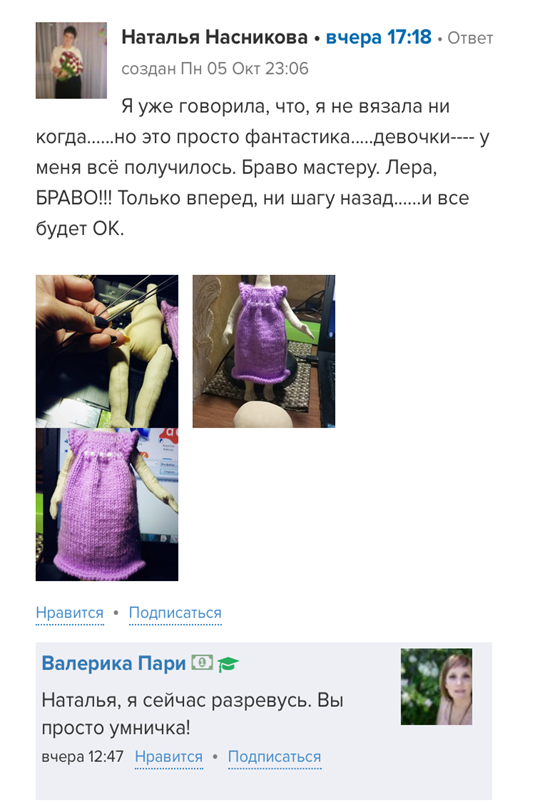 Наталья Насникова • вчера 17:18 • Ответ
создан Пн 05 Окт 23:06
Я уже говорила, что, я не вязала ни
когда......но это просто фантастика.....девочки---- у
меня всё получилось. Браво мастеру. Лера,
БРАВО!!! Только вперед, ни шагу назад......и все
будет ОК.
Нравится • Подписаться
Валерика Пари
Наталья, я сейчас разревусь. Вы
просто умничка!
вчера 12:47 Нравится • Подписаться